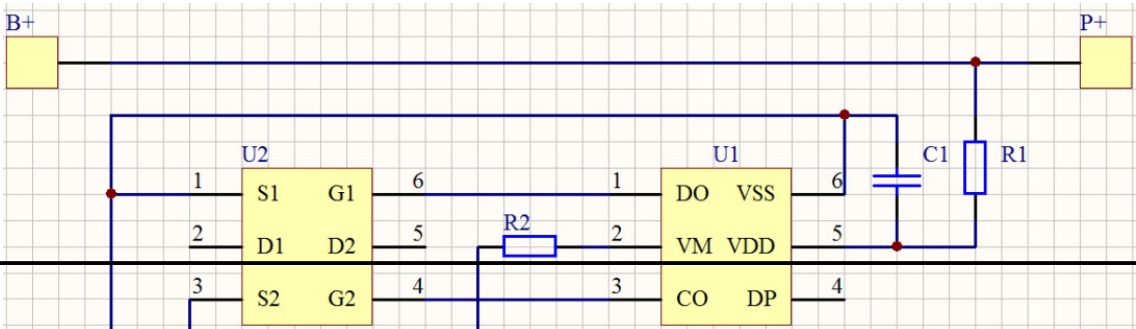 B+ P+
U2 U1 C1 R1
1 S1 G1 6 1 DO VSS 6
R2
2 D1 D2 5 2 VM VDD 5
3 S2 G2 4 3 CO DP 4